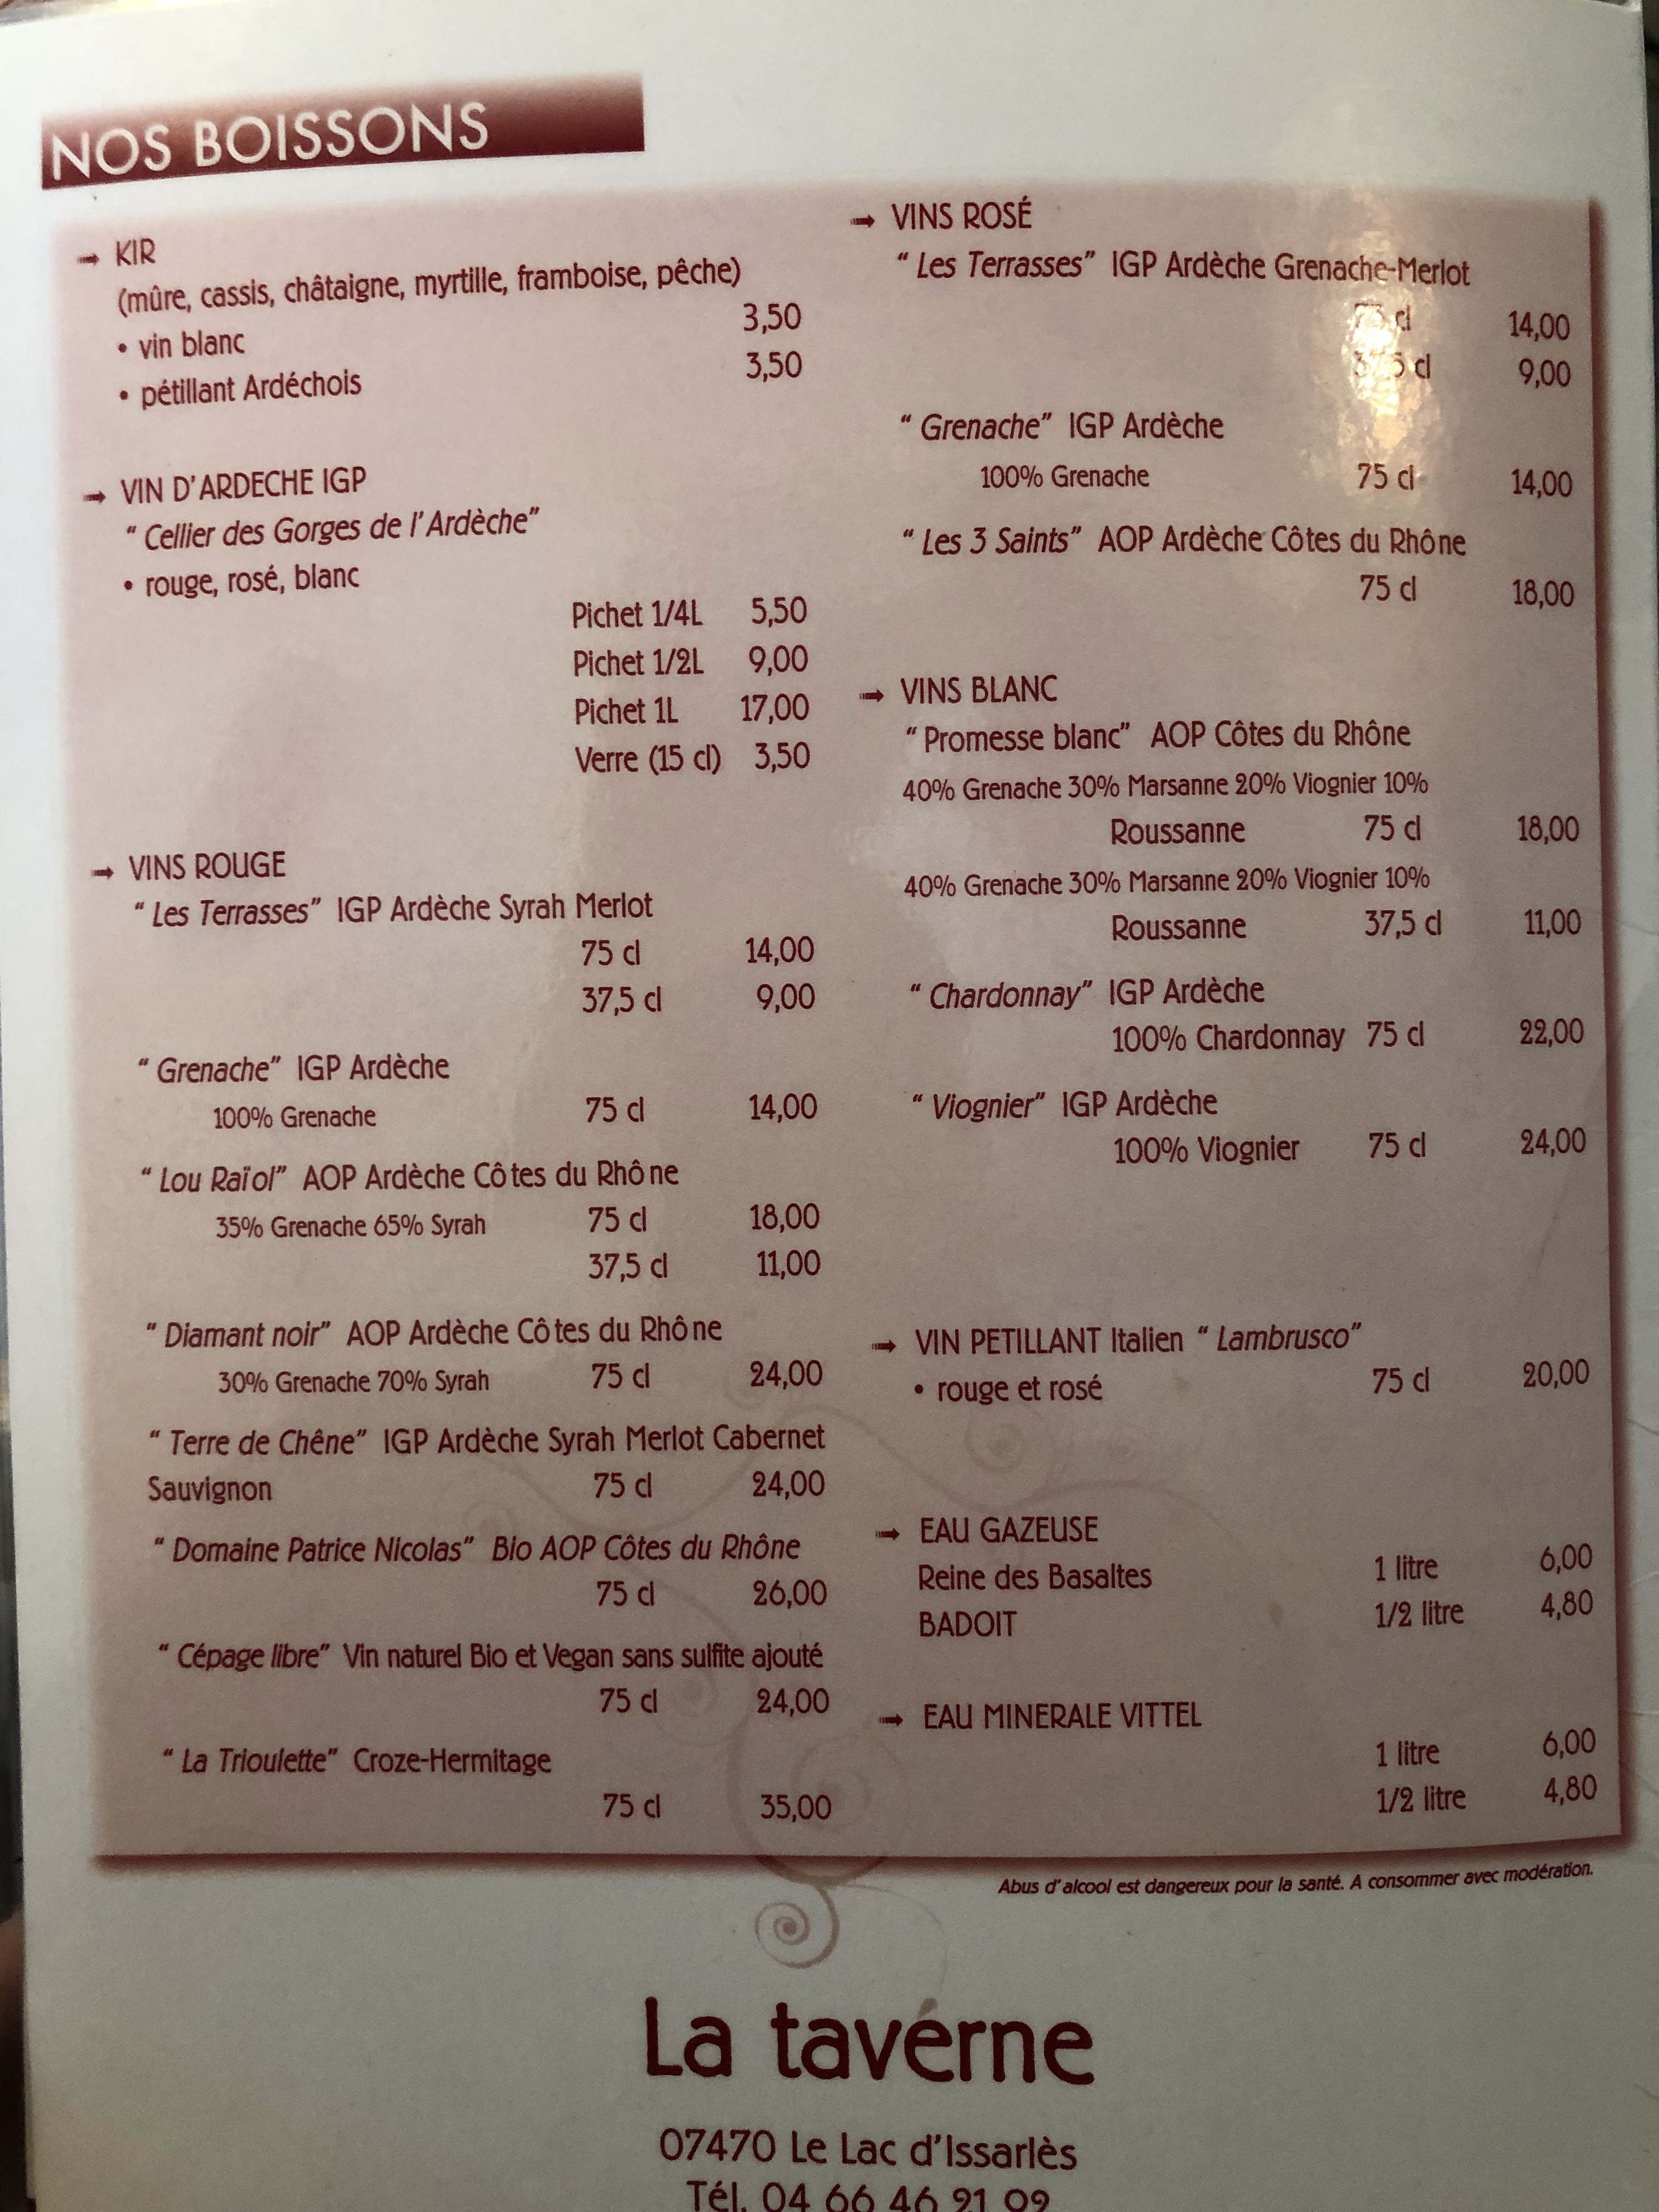 NOS BOISSONS
→ KIR
(mûre, cassis, châtaigne, myrtille, framboise, pêche)
• vin blanc 3,50
• pétillant Ardéchois 3,50
→ VIN D'ARDECHE IGP
“ Cellier des Gorges de l'Ardèche”
• rouge, rosé, blanc
Pichet 1/4L 5,50
Pichet 1/2L 9,00
Pichet 1L 17,00
Verre (15 cl) 3,50
→ VINS ROUGE
“ Les Terrasses” IGP Ardèche Syrah Merlot
75 cl 14,00
37,5 cl 9,00
“ Grenache” IGP Ardèche
100% Grenache 75 cl 14,00
“ Lou Raïol” AOP Ardèche Côtes du Rhône
35% Grenache 65% Syrah 75 cl 18,00
37,5 cl 11,00
“ Diamant noir” AOP Ardèche Côtes du Rhône
30% Grenache 70% Syrah 75 cl 24,00
“ Terre de Chêne” IGP Ardèche Syrah Merlot Cabernet
Sauvignon 75 cl 24,00
“ Domaine Patrice Nicolas” Bio AOP Côtes du Rhône
75 cl 26,00
“ Cépage libre” Vin naturel Bio et Vegan sans sulfite ajouté
75 cl 24,00
“ La Trioulette” Croze-Hermitage
75 cl 35,00
→ VINS ROSÉ
“ Les Terrasses” IGP Ardèche Grenache-Merlot
75 cl 14,00
37,5 cl 9,00
“ Grenache” IGP Ardèche
100% Grenache 75 cl 14,00
“ Les 3 Saints” AOP Ardèche Côtes du Rhône
75 cl 18,00
→ VINS BLANC
“ Promesse blanc” AOP Côtes du Rhône
40% Grenache 30% Marsanne 20% Viognier 10%
Roussanne 75 cl 18,00
40% Grenache 30% Marsanne 20% Viognier 10%
Roussanne 37,5 cl 11,00
“ Chardonnay” IGP Ardèche
100% Chardonnay 75 cl 22,00
“ Viognier” IGP Ardèche
100% Viognier 75 cl 24,00
→ VIN PETILLANT Italien “ Lambrusco”
• rouge et rosé 75 cl 20,00
→ EAU GAZEUSE
Reine des Basaltes 1 litre 6,00
BADOIT 1/2 litre 4,80
→ EAU MINERALE VITTEL
1 litre 6,00
1/2 litre 4,80
Abus d'alcool est dangereux pour la santé. A consommer avec modération.
La taverne
07470 Le Lac d'Issarlès
Tél. 04 66 46 21 09